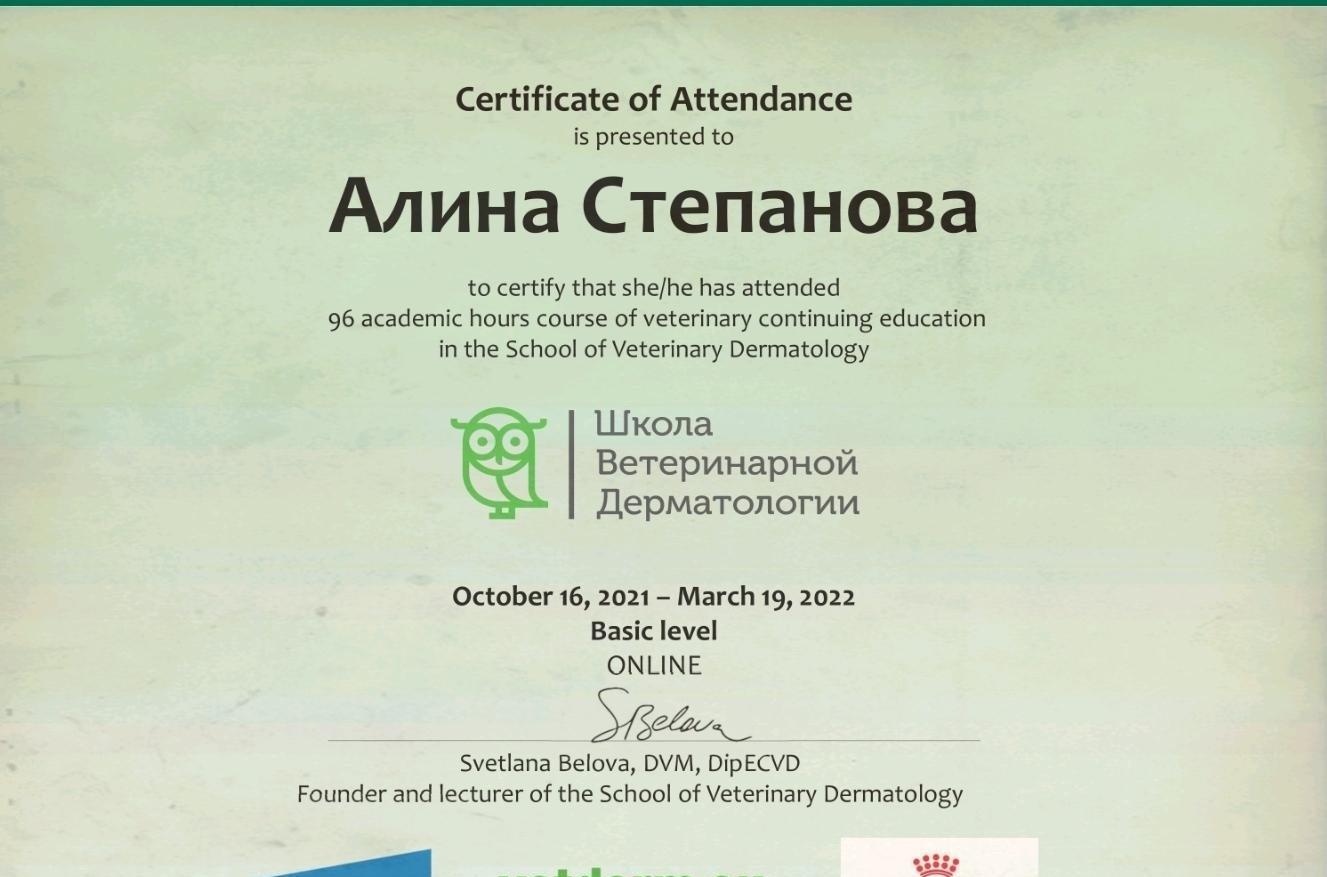 Certificate of Attendance
is presented to
Алина Степанова
to certify that she/he has attended
96 academic hours course of veterinary continuing education
in the School of Veterinary Dermatology
Школа
Ветеринарной
Дерматологии
October 16, 2021 – March 19, 2022
Basic level
ONLINE
SBelova
Svetlana Belova, DVM, DipECVD
Founder and lecturer of the School of Veterinary Dermatology